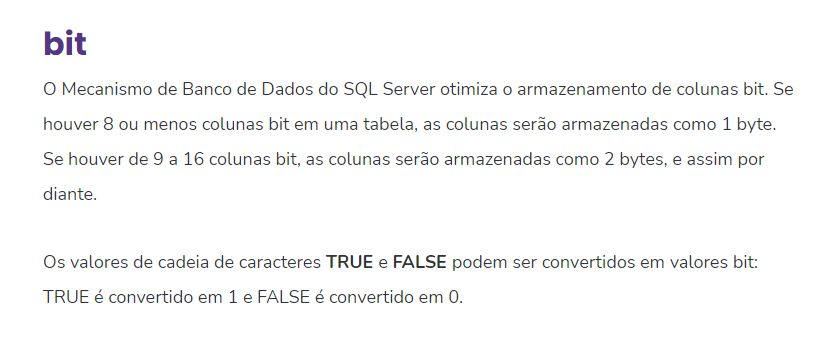 bit
O Mecanismo de Banco de Dados do SQL Server otimiza o armazenamento de colunas bit. Se
houver 8 ou menos colunas bit em uma tabela, as colunas serão armazenadas como 1 byte.
Se houver de 9 a 16 colunas bit, as colunas serão armazenadas como 2 bytes, e assim por
diante.
Os valores de cadeia de caracteres TRUE e FALSE podem ser convertidos em valores bit:
TRUE é convertido em 1 e FALSE é convertido em 0.